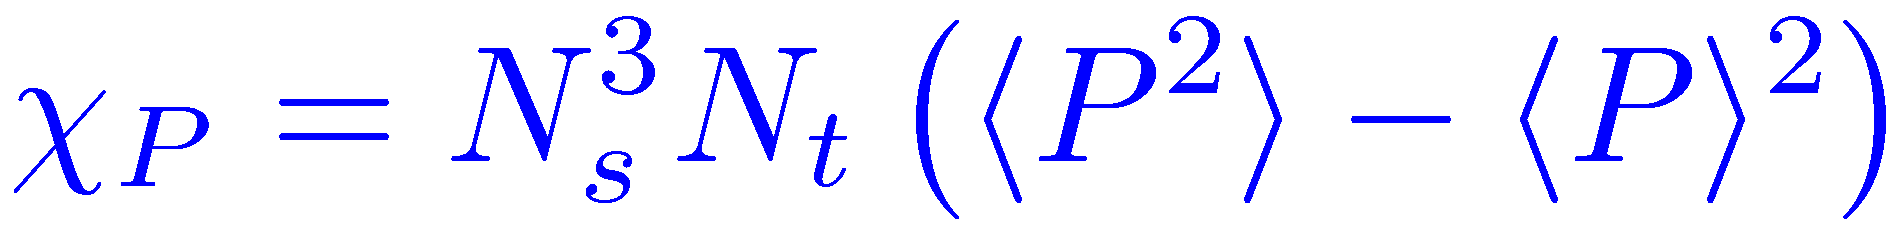 χ_P = N_s^3 N_t (⟨P^2⟩ − ⟨P⟩^2)